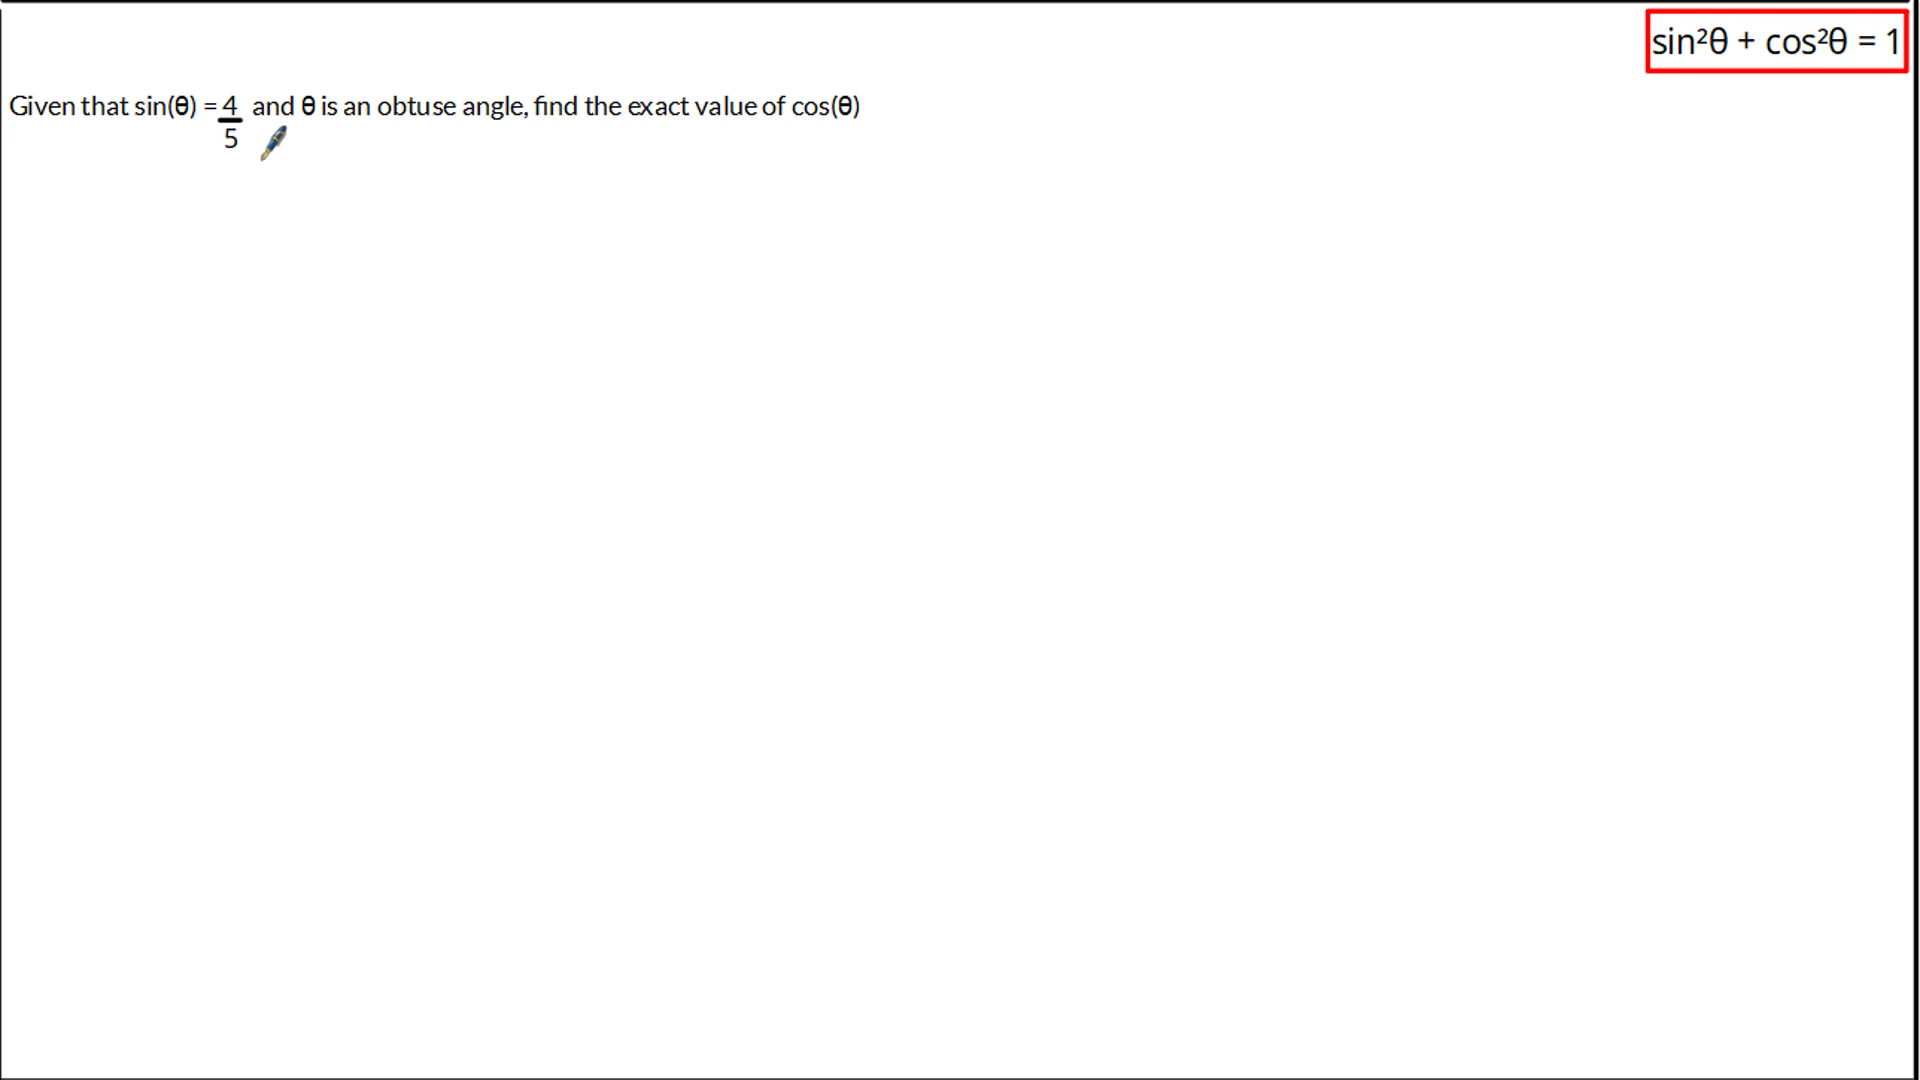 sin²θ + cos²θ = 1
Given that sin(θ) = 4 and θ is an obtuse angle, find the exact value of cos(θ)
5